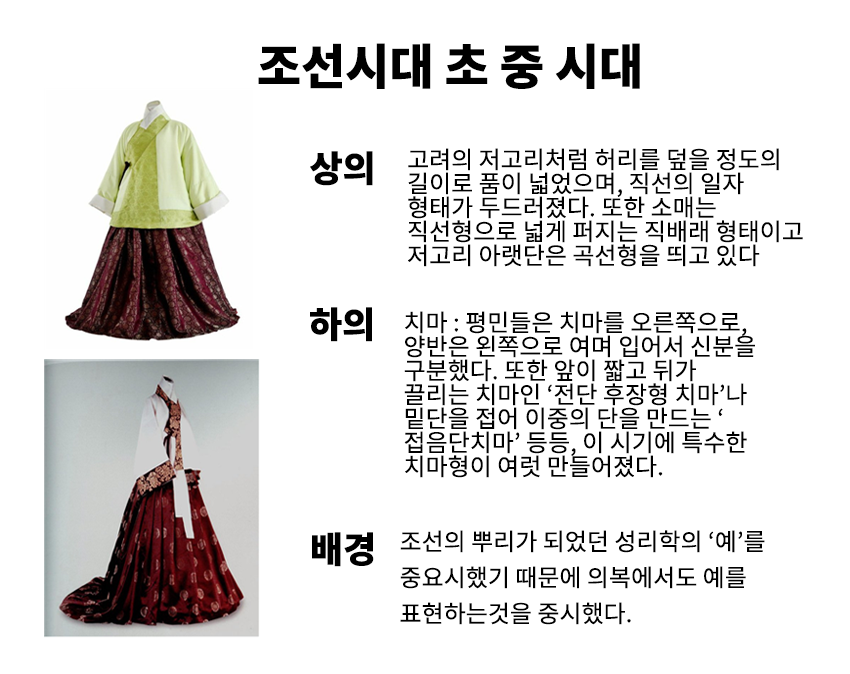 조선시대 초 중 시대
상의
고려의 저고리처럼 허리를 덮을 정도의
길이로 품이 넓었으며, 직선의 일자
형태가 두드러졌다. 또한 소매는
직선형으로 넓게 퍼지는 직배래 형태이고
저고리 아랫단은 곡선형을 띄고 있다
하의
치마 : 평민들은 치마를 오른쪽으로,
양반은 왼쪽으로 여며 입어서 신분을
구분했다. 또한 앞이 짧고 뒤가
끌리는 치마인 ‘전단 후장형 치마’나
밑단을 접어 이중의 단을 만드는 ‘
접음단치마’ 등등, 이 시기에 특수한
치마형이 여럿 만들어졌다.
배경
조선의 뿌리가 되었던 성리학의 ‘예’를
중요시했기 때문에 의복에서도 예를
표현하는것을 중시했다.